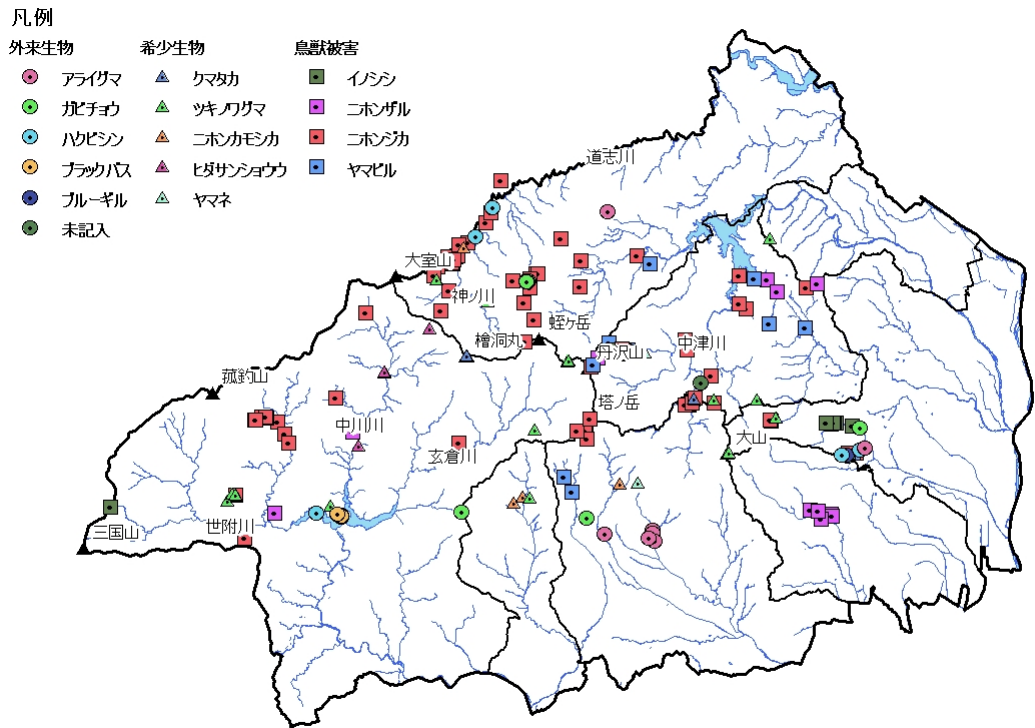 凡例
外来生物 希少生物 鳥獣被害
アライグマ クマタカ イノシシ
ガビチョウ ツキノワグマ ニホンザル
ハクビシン ニホンカモシカ ニホンジカ
ブラックバス ヒダサンショウウ ヤマビル
ブルーギル ヤマネ
未記入
道志川
大室山
神ノ川
檜洞丸 蛭ヶ岳
丹沢山 中津川
菰釣山
塔ノ岳
中川川
玄倉川
大山
世附川
三国山